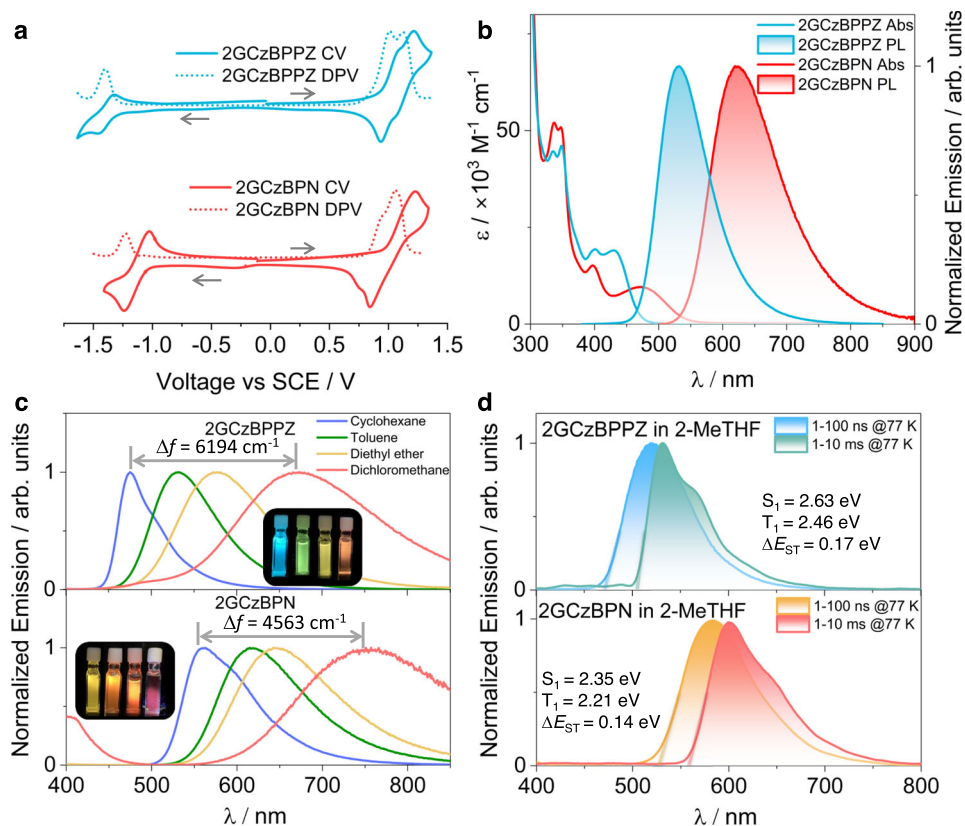 a
2GCzBPPZ CV
2GCzBPPZ DPV
2GCzBPN CV
2GCzBPN DPV
-1.5 -1.0 -0.5 0.0 0.5 1.0 1.5
Voltage vs SCE / V
b
2GCzBPPZ Abs
2GCzBPPZ PL
2GCzBPN Abs
2GCzBPN PL
50
0
1
0
ε / ×10³ M⁻¹ cm⁻¹
Normalized Emission / arb. units
300 400 500 600 700 800 900
λ / nm
c
2GCzBPPZ
Δf = 6194 cm⁻¹
Cyclohexane
Toluene
Diethyl ether
Dichloromethane
1
0
2GCzBPN
Δf = 4563 cm⁻¹
1
0
Normalized Emission / arb. units
400 500 600 700 800
λ / nm
d
2GCzBPPZ in 2-MeTHF
1-100 ns @77 K
1-10 ms @77 K
S₁ = 2.63 eV
T₁ = 2.46 eV
ΔE_ST = 0.17 eV
1
0
2GCzBPN in 2-MeTHF
1-100 ns @77 K
1-10 ms @77 K
S₁ = 2.35 eV
T₁ = 2.21 eV
ΔE_ST = 0.14 eV
1
0
Normalized Emission / arb. units
400 500 600 700 800
λ / nm